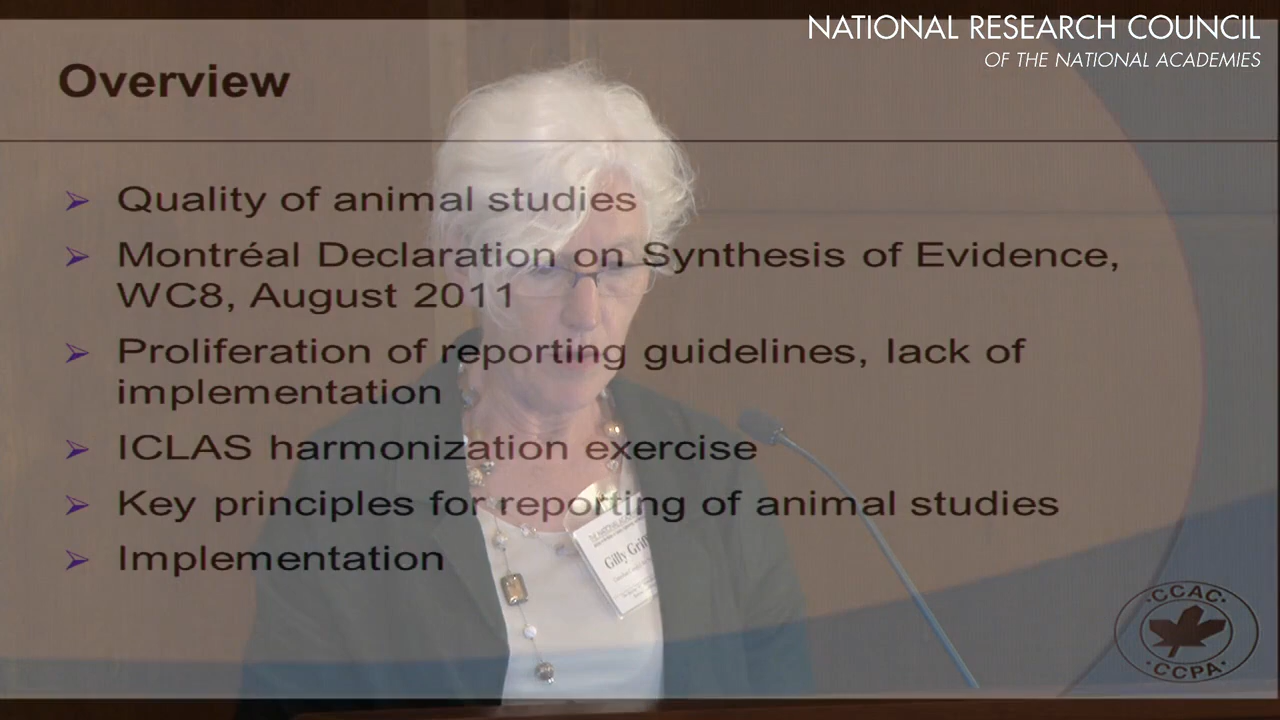 NATIONAL RESEARCH COUNCIL
OF THE NATIONAL ACADEMIES
Overview
Quality of animal studies
Montréal Declaration on Synthesis of Evidence,
WC8, August 2011
Proliferation of reporting guidelines, lack of
implementation
ICLAS harmonization exercise
Key principles for reporting of animal studies
Implementation
Gilly
CCAC
CCPA